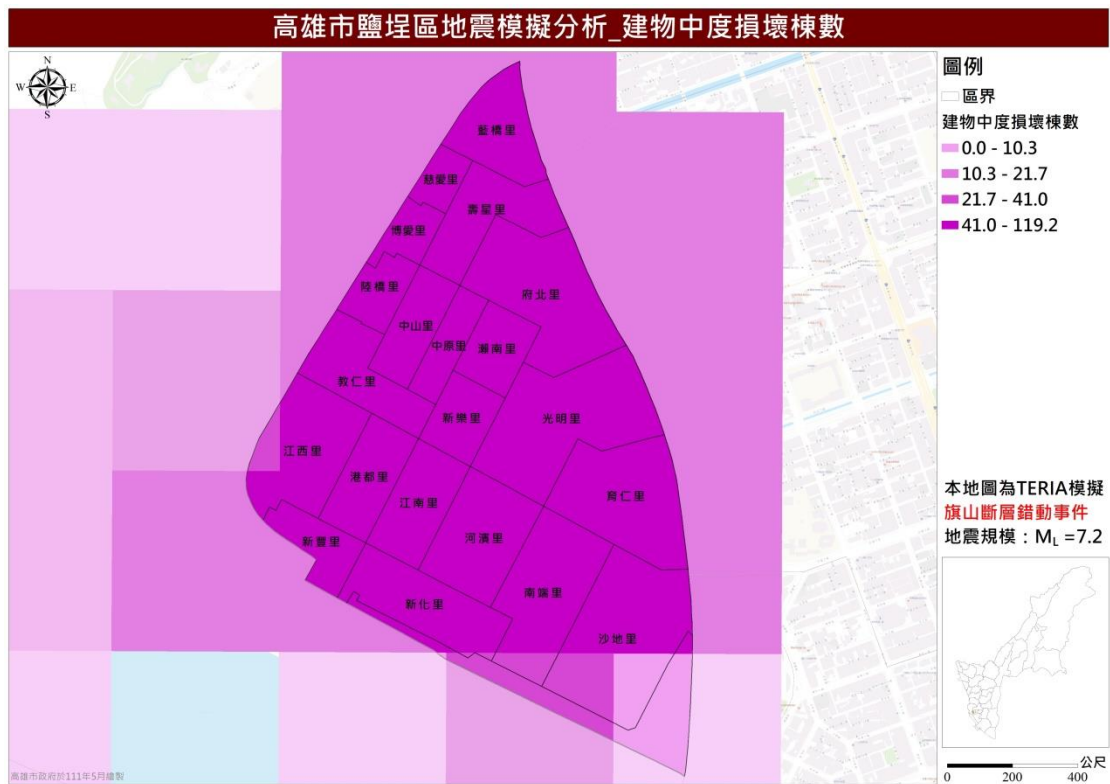 高雄市鹽埕區地震模擬分析_建物中度損壞棟數
N
W
E
S
圖例
區界
建物中度損壞棟數
0.0 - 10.3
10.3 - 21.7
21.7 - 41.0
41.0 - 119.2
藍橋里
慈愛里
壽星里
博愛里
陸橋里
府北里
中山里
中原里
瀨南里
教仁里
新樂里
光明里
江西里
港都里
江南里
育仁里
新豐里
河濱里
新化里
南端里
沙地里
本地圖為TERIA模擬
旗山斷層錯動事件
地震規模：ML =7.2
公尺
0 200 400
高雄市政府於111年5月繪製